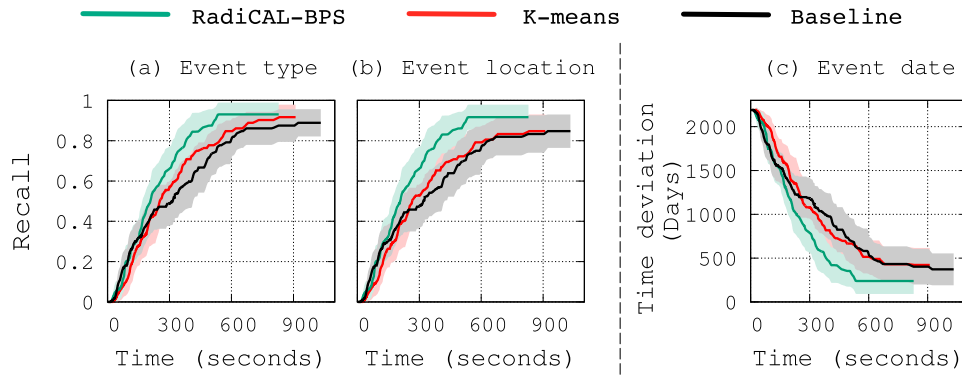 RadiCAL-BPS K-means Baseline
(a) Event type (b) Event location (c) Event date
Recall
1
0.8
0.6
0.4
0.2
0
0 300 600 900
Time (seconds)
0 300 600 900
Time (seconds)
Time deviation
(Days)
2000
1500
1000
500
0
0 300 600 900
Time (seconds)